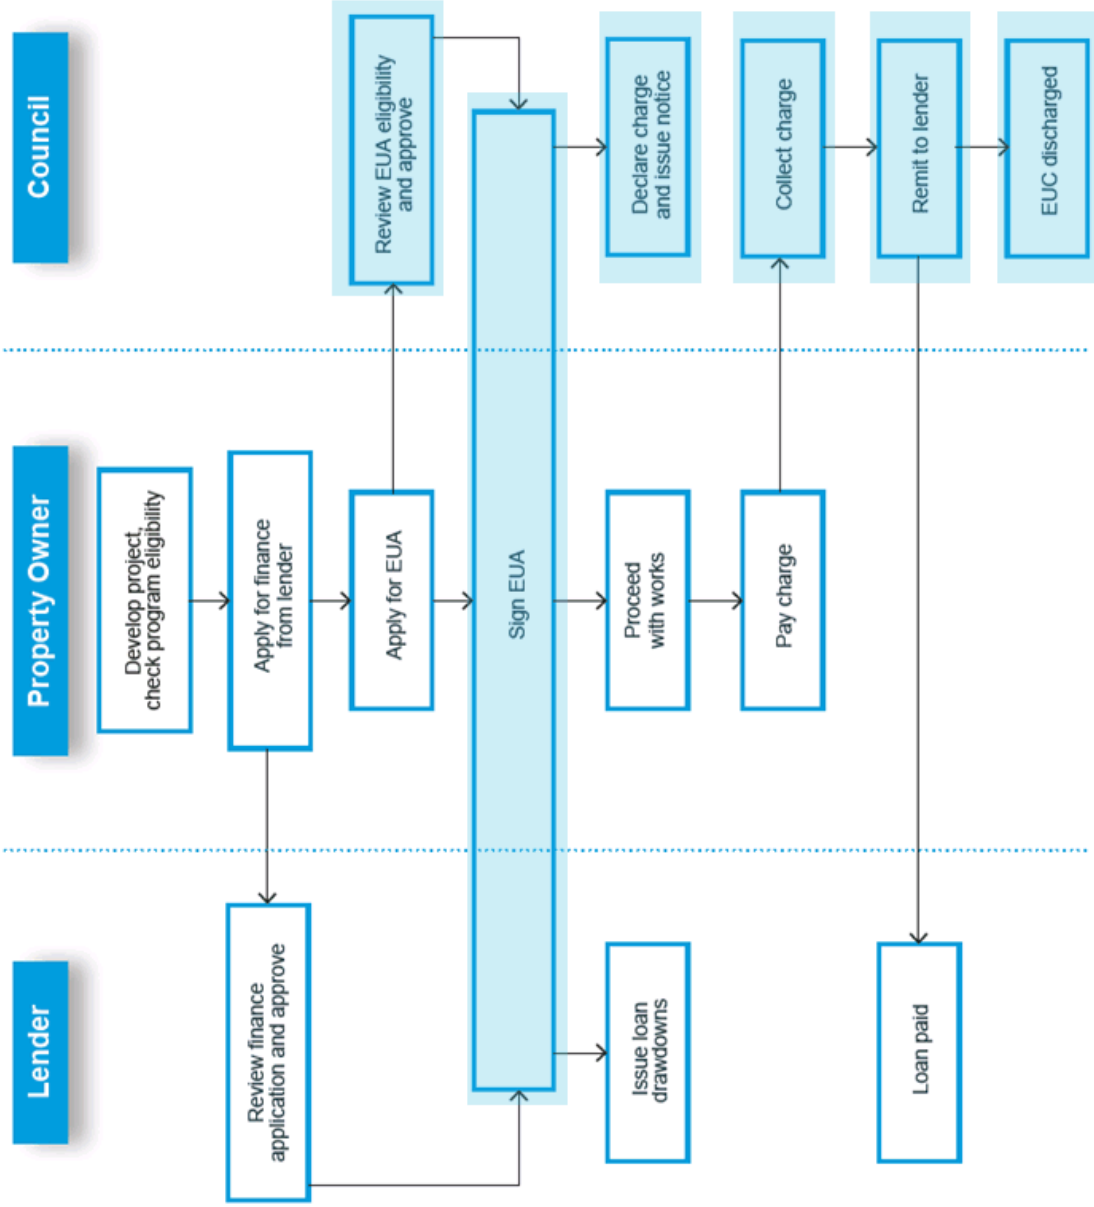 Lender
Property Owner
Council
Develop project,
check program eligibility
Review finance
application and approve
Apply for finance
from lender
Apply for EUA
Review EUA eligibility
and approve
Sign EUA
Issue loan
drawdowns
Proceed
with works
Declare charge
and issue notice
Pay charge
Collect charge
Loan paid
Remit to lender
EUC discharged